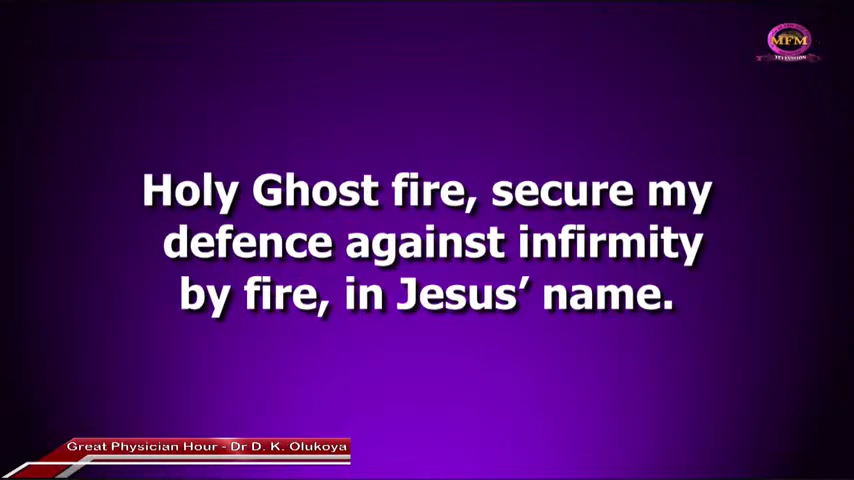 MFM
TELEVISION
Holy Ghost fire, secure my
defence against infirmity
by fire, in Jesus’ name.
Great Physician Hour - Dr D. K. Olukoya